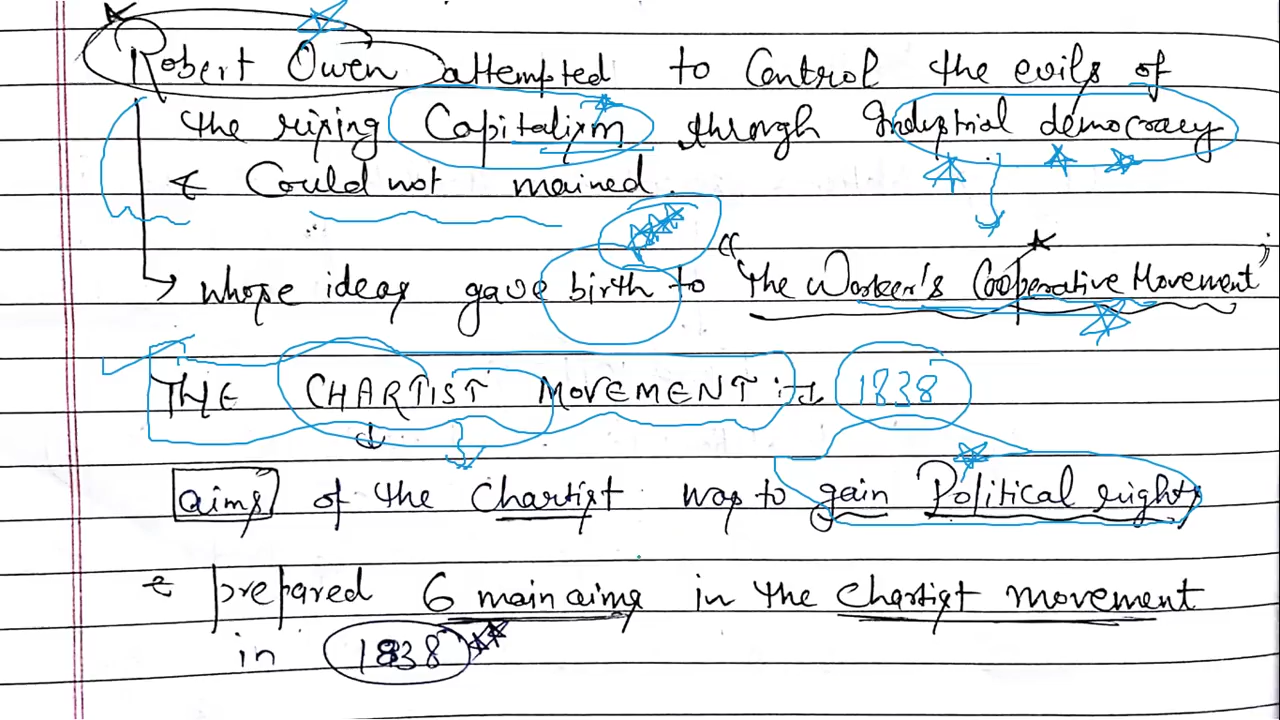 Robert Owen attempted to Control the evils of
the rising Capitalism through Industrial democracy
& Could not mained.
→ whose ideas gave birth to "the Worker's Cooperative Movement"
THE CHARTIST MOVEMENT :→ 1838
aims of the Chartist was to gain Political rights
& prepared 6 main aims in the Chartist movement
in 1838